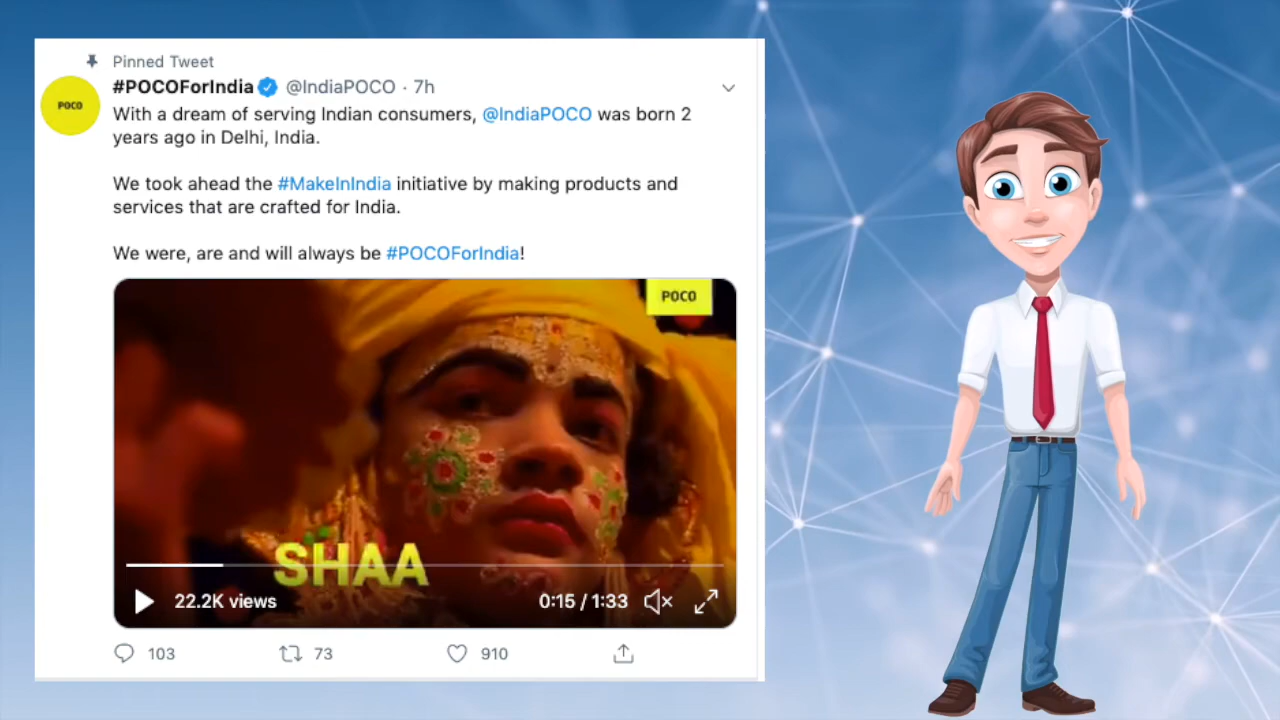 Pinned Tweet
#POCOForIndia @IndiaPOCO · 7h
POCO
With a dream of serving Indian consumers, @IndiaPOCO was born 2
years ago in Delhi, India.
We took ahead the #MakeInIndia initiative by making products and
services that are crafted for India.
We were, are and will always be #POCOForIndia!
POCO
SHAA
22.2K views
0:15 / 1:33
103
73
910